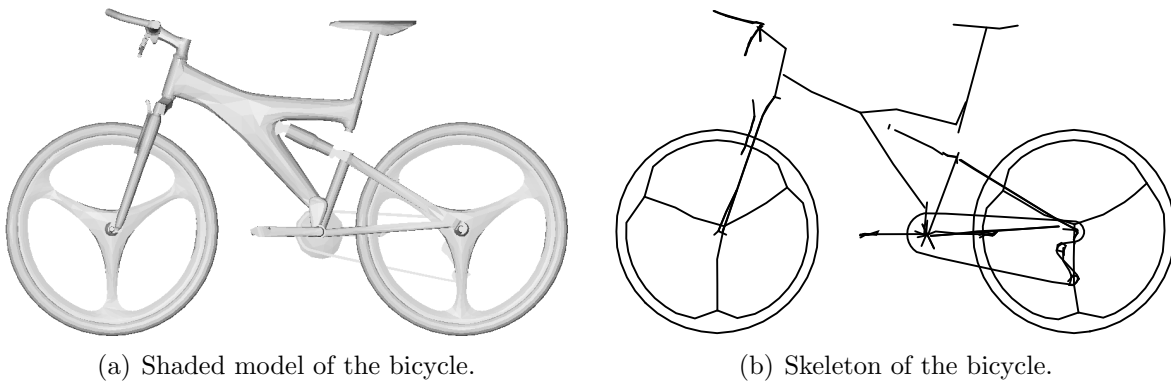 (a) Shaded model of the bicycle.
(b) Skeleton of the bicycle.